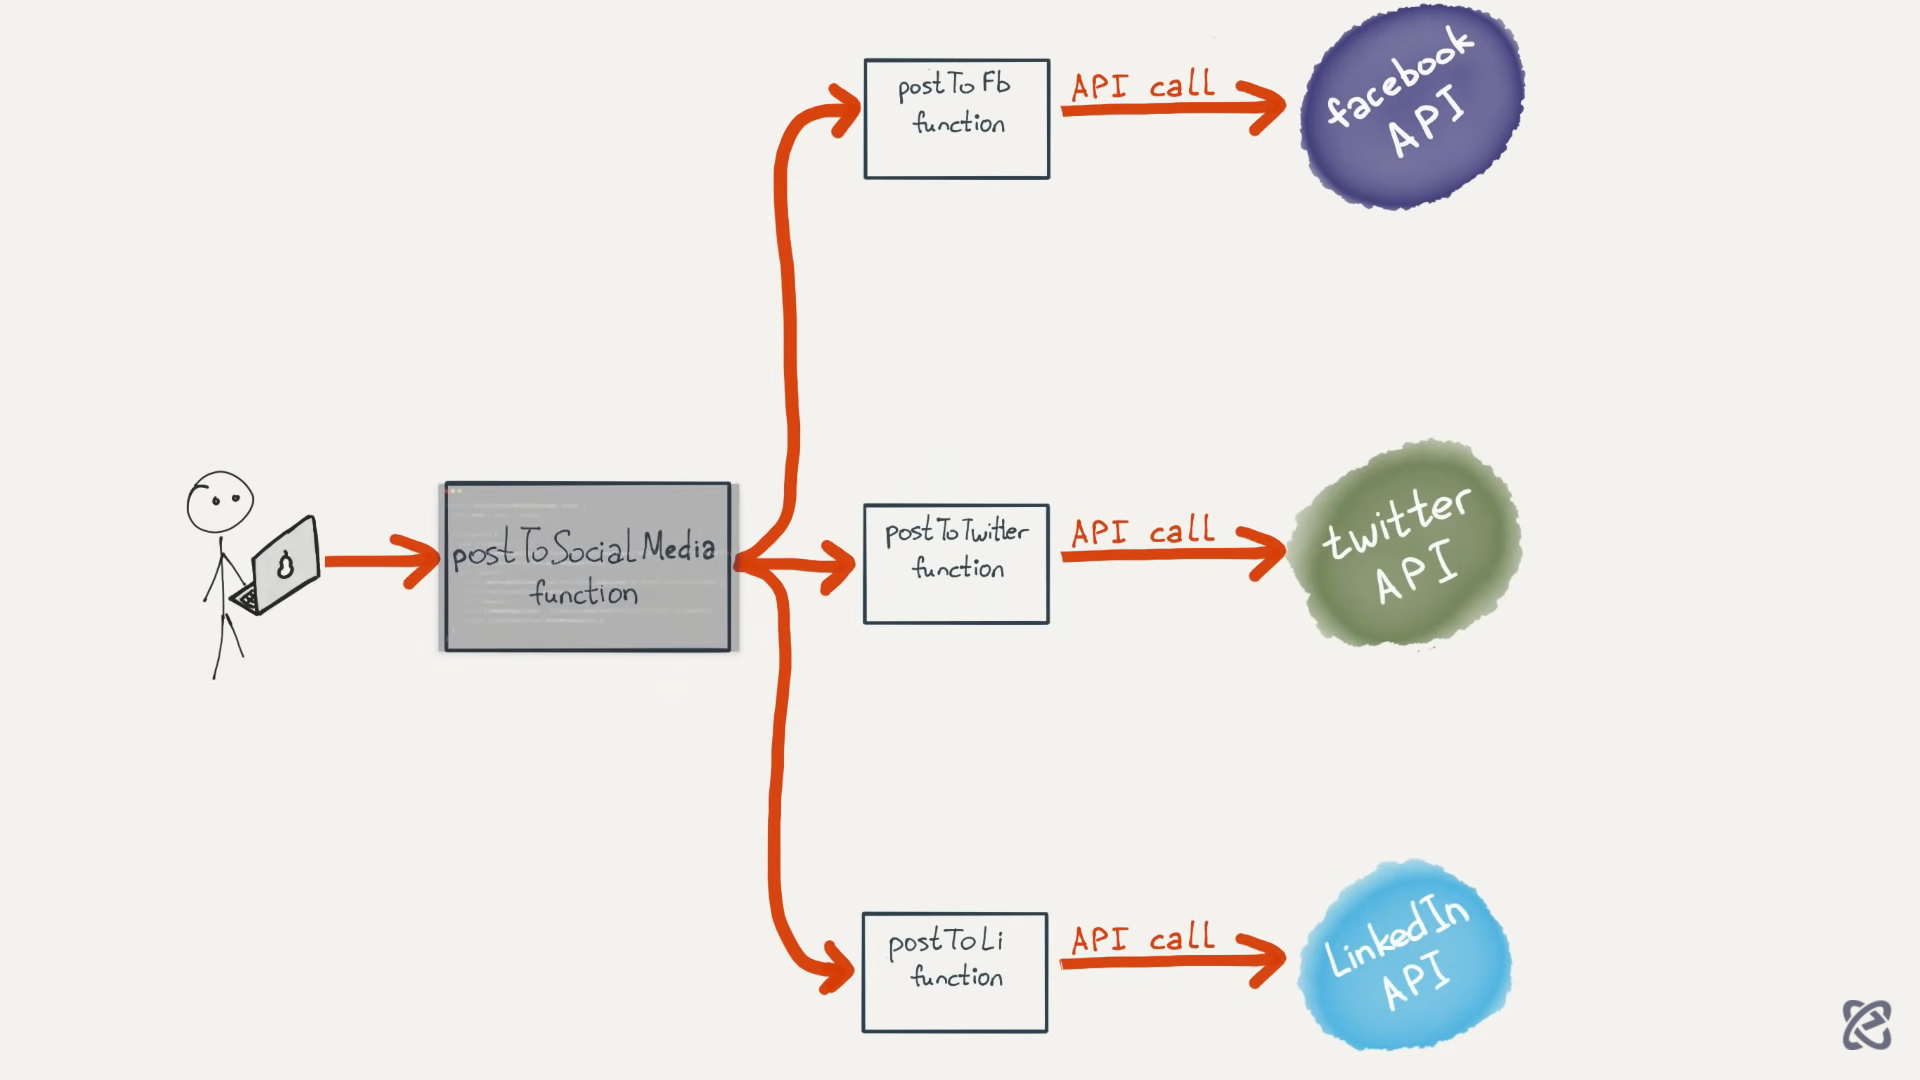 postToFb
function
API call
facebook
API
postToSocialMedia
function
postToTwitter
function
API call
twitter
API
postToLi
function
API call
LinkedIn
API